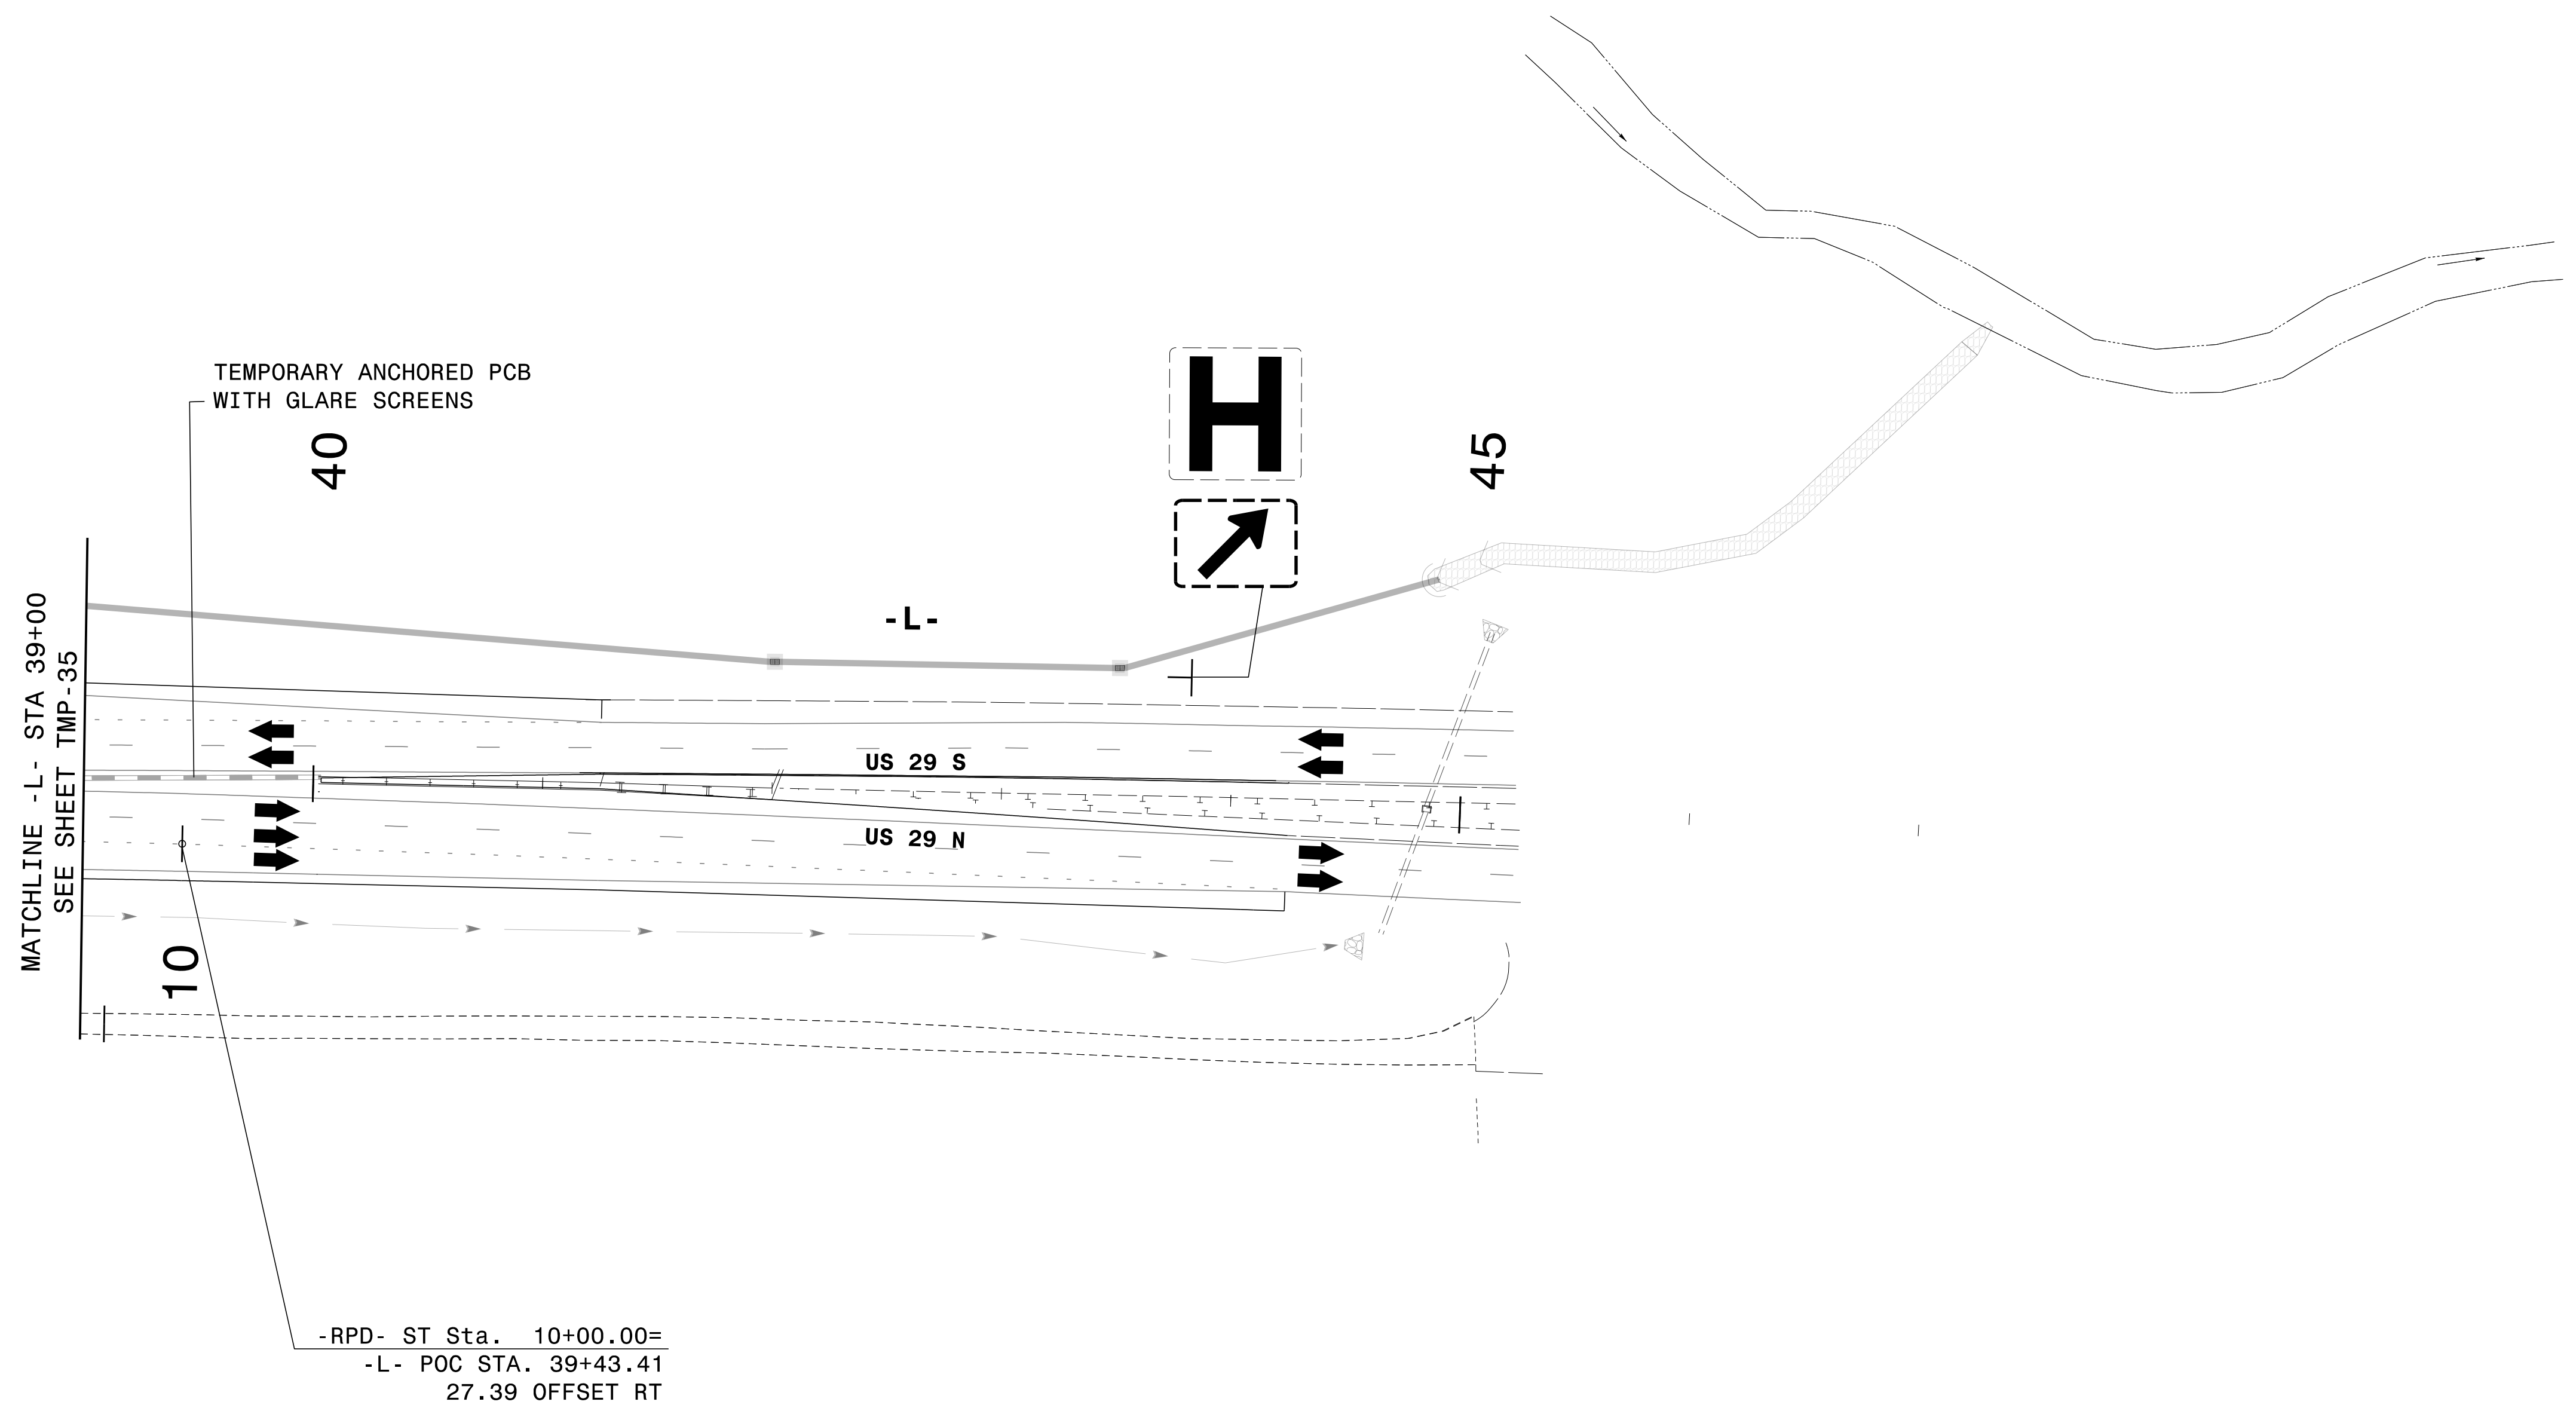 TEMPORARY ANCHORED PCB
WITH GLARE SCREENS
40
H
45
-L-
MATCHLINE -L- STA 39+00
SEE SHEET TMP-35
US 29 S
US 29 N
10
-RPD- ST Sta. 10+00.00=
-L- POC STA. 39+43.41
27.39 OFFSET RT